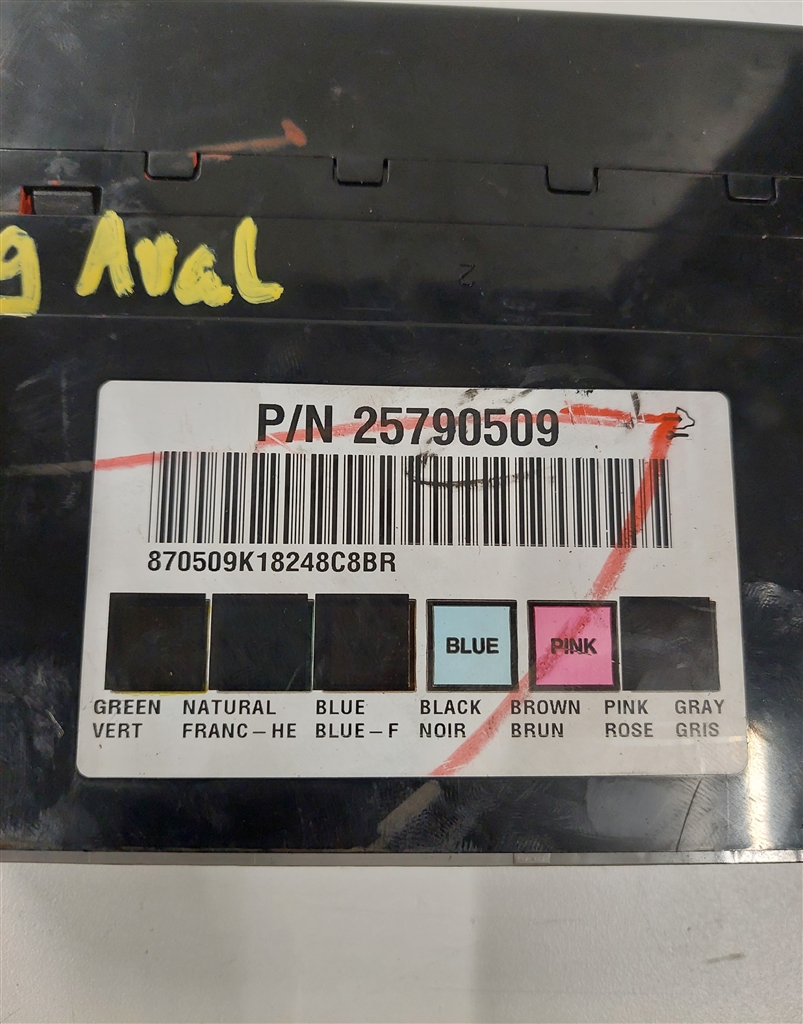 9 Aval
Z
P/N 25790509
870509K18248C8BR
BLUE PINK
GREEN NATURAL BLUE BLACK BROWN PINK GRAY
VERT FRANC-HE BLUE-F NOIR BRUN ROSE GRIS